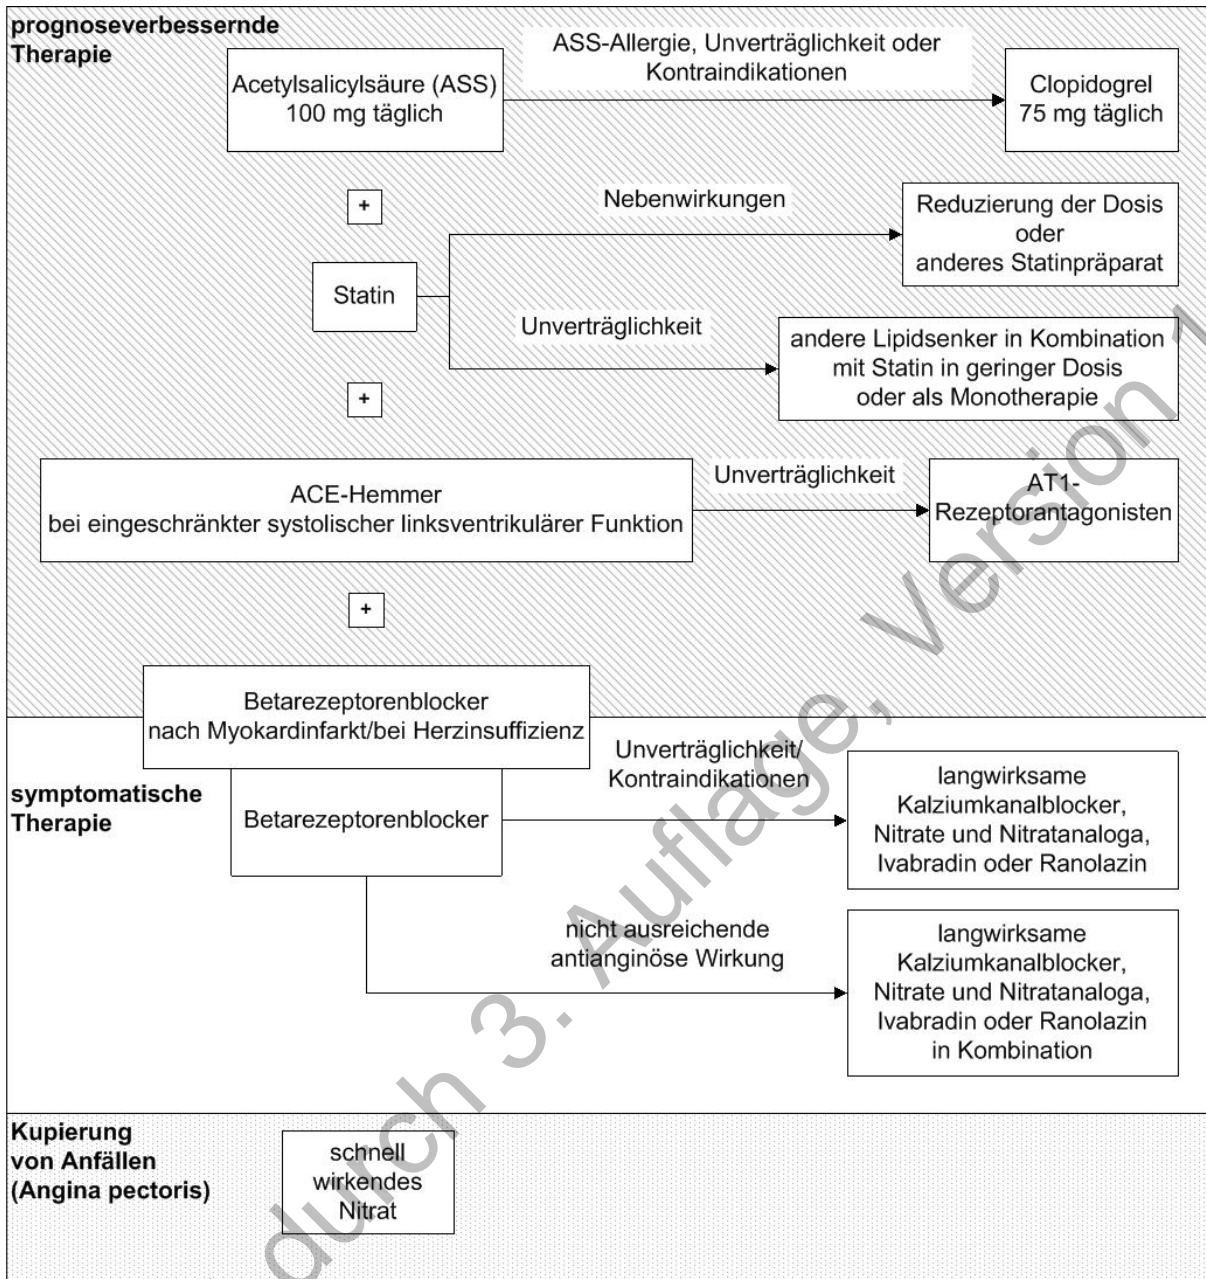 prognoseverbessernde
Therapie
Acetylsalicylsäure (ASS)
100 mg täglich
ASS-Allergie, Unverträglichkeit oder
Kontraindikationen
Clopidogrel
75 mg täglich
+
Statin
Nebenwirkungen
Reduzierung der Dosis
oder
anderes Statinpräparat
Unverträglichkeit
andere Lipidsenker in Kombination
mit Statin in geringer Dosis
oder als Monotherapie
+
ACE-Hemmer
bei eingeschränkter systolischer linksventrikulärer Funktion
Unverträglichkeit
AT1-
Rezeptorantagonisten
+
Betarezeptorenblocker
nach Myokardinfarkt/bei Herzinsuffizienz
symptomatische
Therapie
Betarezeptorenblocker
Unverträglichkeit/
Kontraindikationen
langwirksame
Kalziumkanalblocker,
Nitrate und Nitratanaloga,
Ivabradin oder Ranolazin
nicht ausreichende
antianginöse Wirkung
langwirksame
Kalziumkanalblocker,
Nitrate und Nitratanaloga,
Ivabradin oder Ranolazin
in Kombination
Kupierung
von Anfällen
(Angina pectoris)
schnell
wirkendes
Nitrat
durch 3. Auflage, Version 1